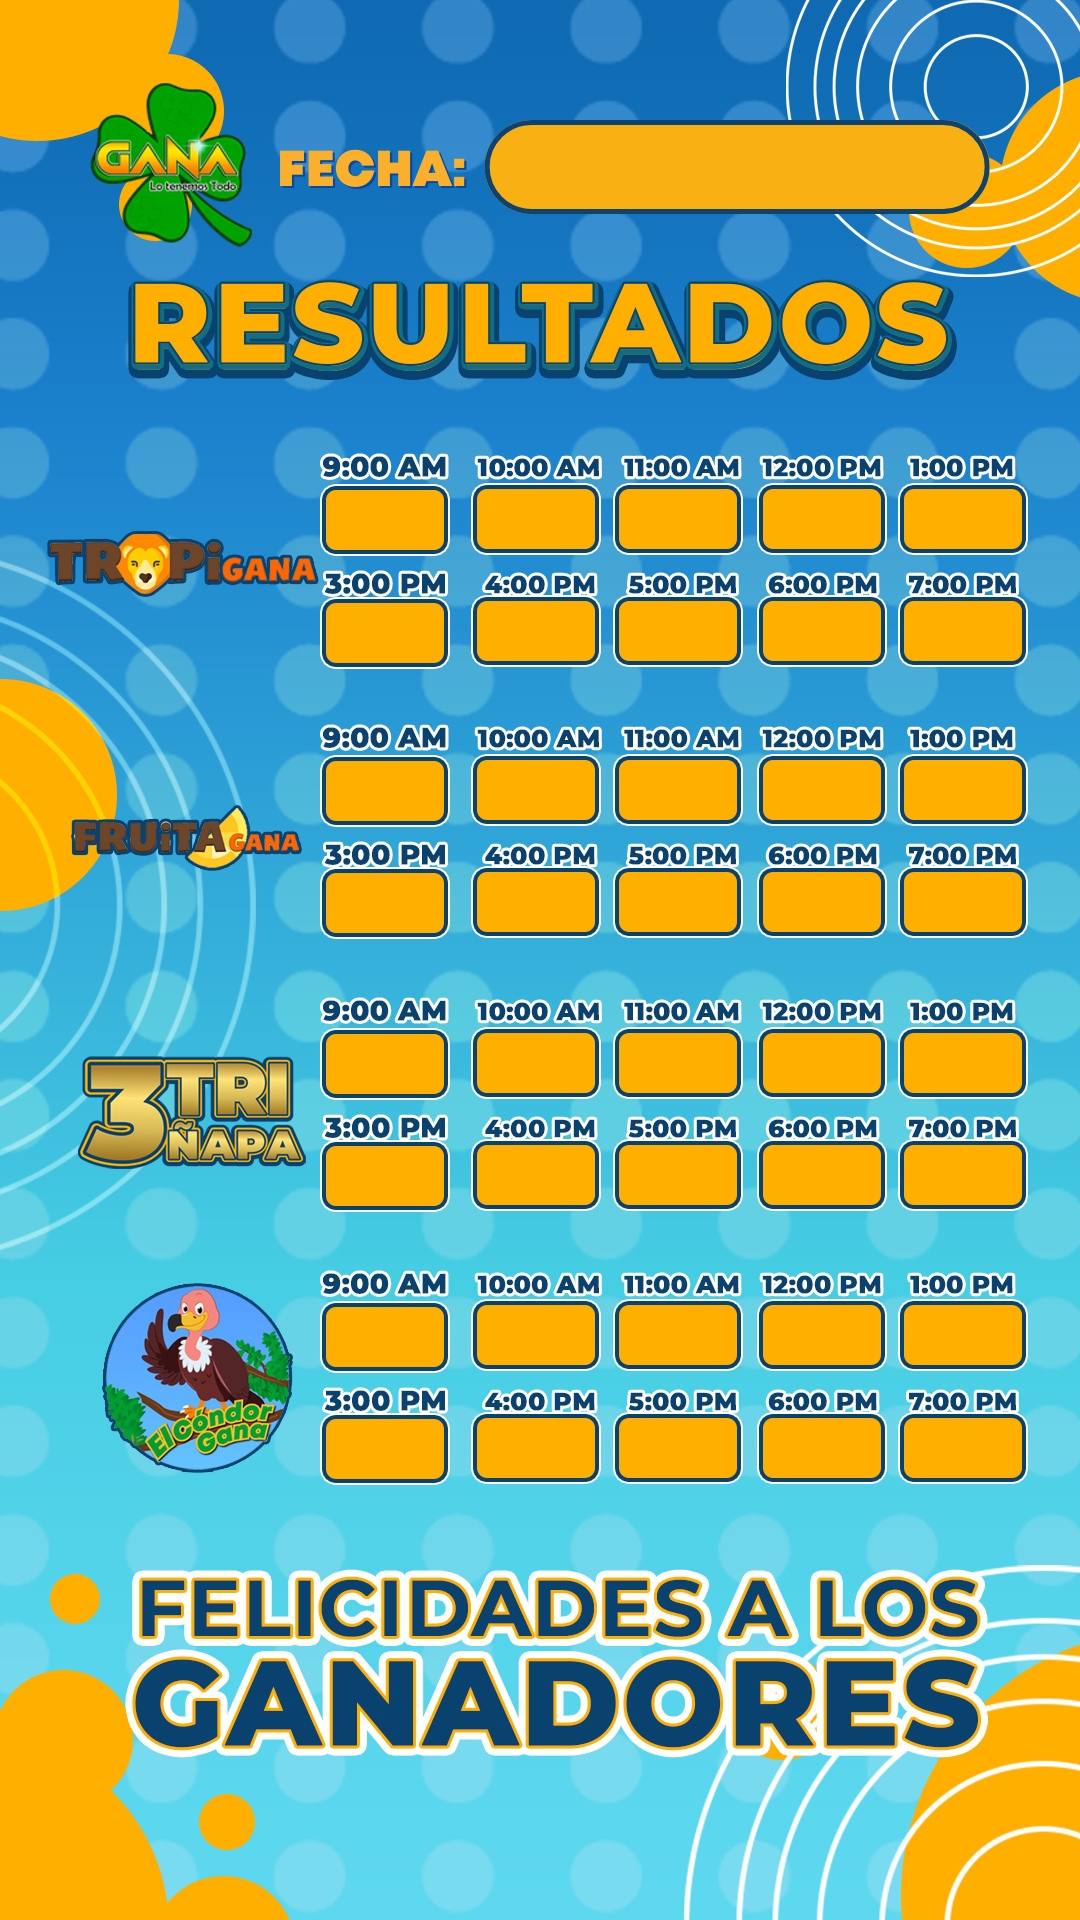 GANA
Lo tenemos Todo
FECHA:
RESULTADOS
9:00 AM 10:00 AM 11:00 AM 12:00 PM 1:00 PM
TROPiGANA
3:00 PM 4:00 PM 5:00 PM 6:00 PM 7:00 PM
9:00 AM 10:00 AM 11:00 AM 12:00 PM 1:00 PM
FRUiTAGANA
3:00 PM 4:00 PM 5:00 PM 6:00 PM 7:00 PM
9:00 AM 10:00 AM 11:00 AM 12:00 PM 1:00 PM
3 TRI
ÑAPA
3:00 PM 4:00 PM 5:00 PM 6:00 PM 7:00 PM
9:00 AM 10:00 AM 11:00 AM 12:00 PM 1:00 PM
El Cóndor
Gana
3:00 PM 4:00 PM 5:00 PM 6:00 PM 7:00 PM
FELICIDADES A LOS
GANADORES